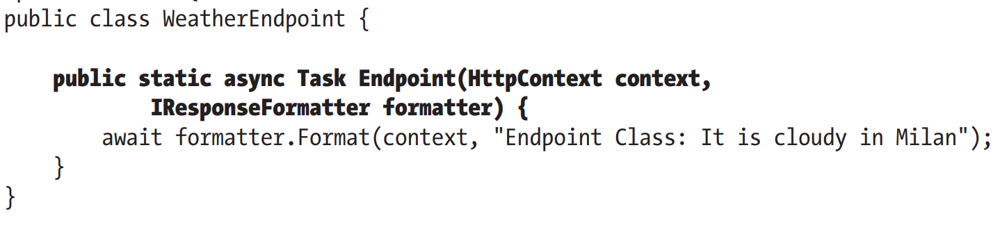 public class WeatherEndpoint {
public static async Task Endpoint(HttpContext context,
IResponseFormatter formatter) {
await formatter.Format(context, "Endpoint Class: It is cloudy in Milan");
}
}